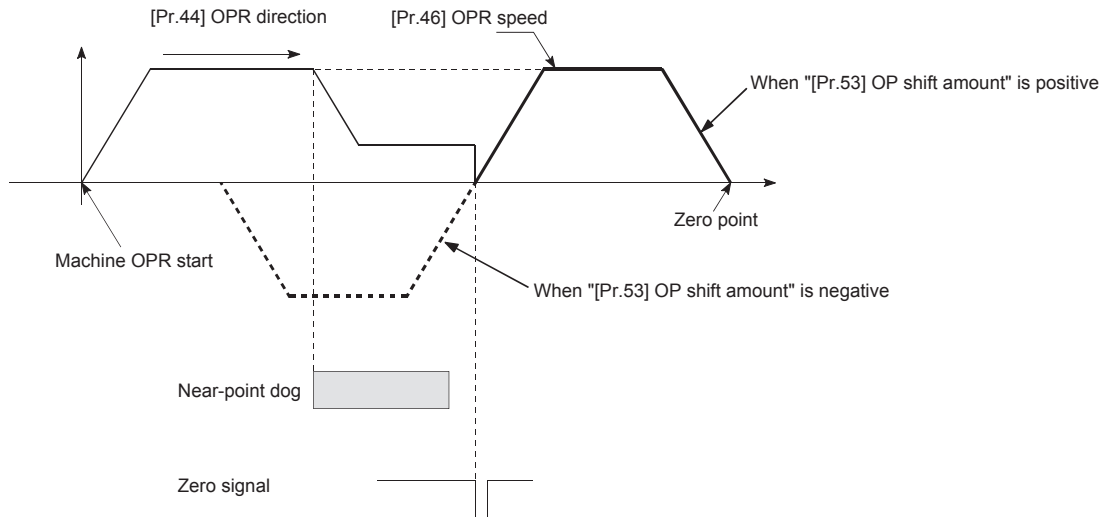 [Pr.44] OPR direction
[Pr.46] OPR speed
When "[Pr.53] OP shift amount" is positive
Zero point
Machine OPR start
When "[Pr.53] OP shift amount" is negative
Near-point dog
Zero signal